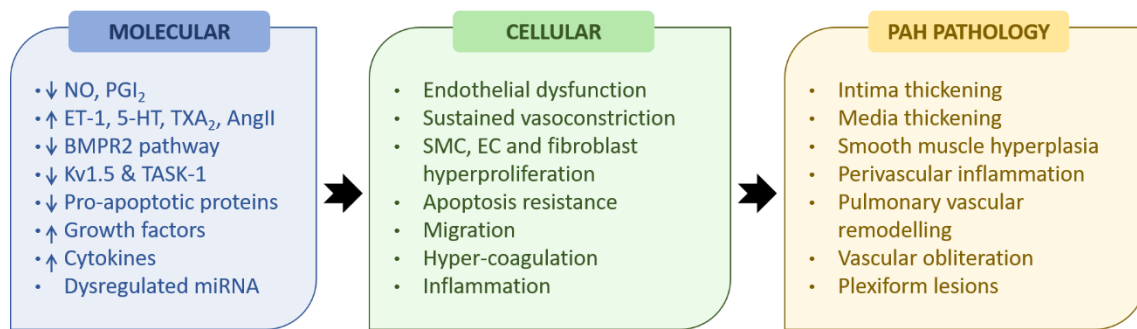 MOLECULAR
• ↓ NO, PGI₂
• ↑ ET-1, 5-HT, TXA₂, AngII
• ↓ BMPR2 pathway
• ↓ Kv1.5 & TASK-1
• ↓ Pro-apoptotic proteins
• ↑ Growth factors
• ↑ Cytokines
• Dysregulated miRNA
CELLULAR
• Endothelial dysfunction
• Sustained vasoconstriction
• SMC, EC and fibroblast
hyperproliferation
• Apoptosis resistance
• Migration
• Hyper-coagulation
• Inflammation
PAH PATHOLOGY
• Intima thickening
• Media thickening
• Smooth muscle hyperplasia
• Perivascular inflammation
• Pulmonary vascular
remodelling
• Vascular obliteration
• Plexiform lesions